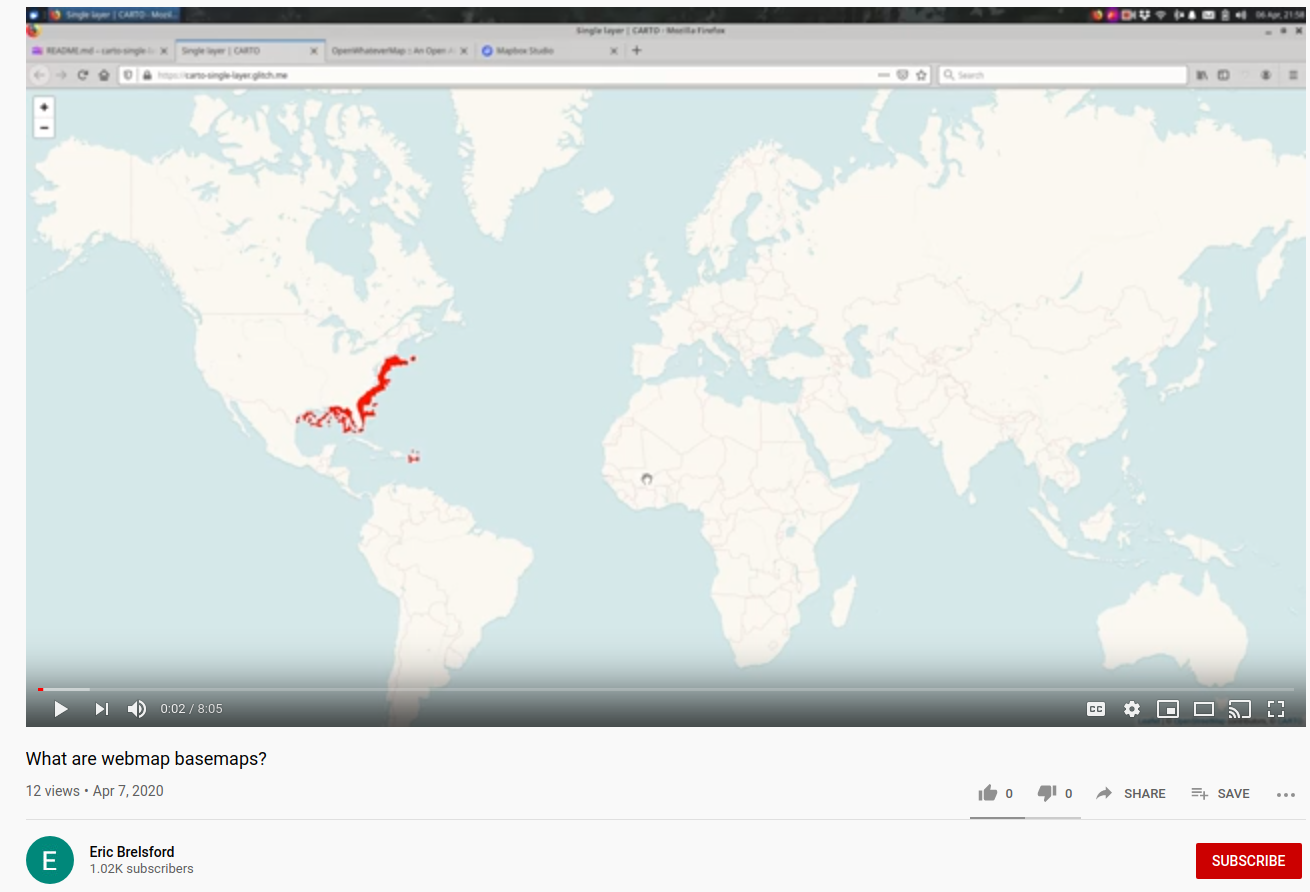 Single layer | CARTO - Mozil...
06 Apr, 21:58
Single layer | CARTO - Mozilla Firefox
README.md – carto-single-l
Single layer | CARTO
OpenWhateverMap :: An Open
Mapbox Studio
https://carto-single-layer.glitch.me
Search
+
−
0:02 / 8:05
CC
What are webmap basemaps?
12 views • Apr 7, 2020
0
0
SHARE
SAVE
E
Eric Brelsford
1.02K subscribers
SUBSCRIBE